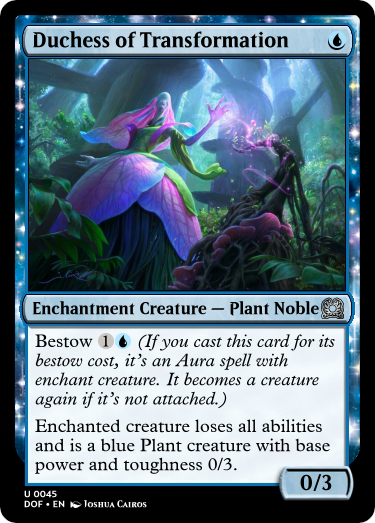 Duchess of Transformation
Enchantment Creature — Plant Noble
Bestow 1 (If you cast this card for its
bestow cost, it's an Aura spell with
enchant creature. It becomes a creature
again if it's not attached.)
Enchanted creature loses all abilities
and is a blue Plant creature with base
power and toughness 0/3.
0/3
U 0045
DOF • EN Joshua Cairos